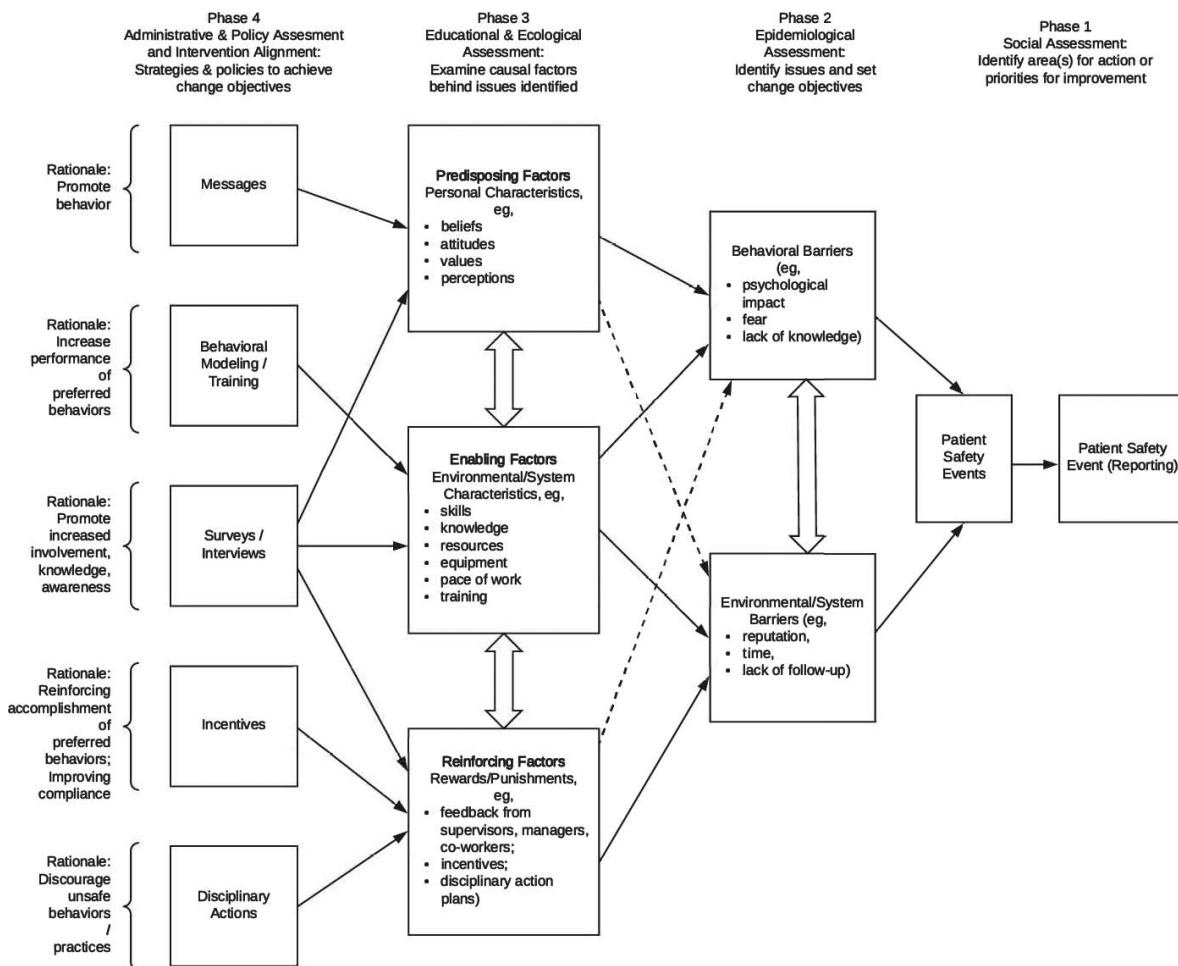 Phase 4
Administrative & Policy Assesment
and Intervention Alignment:
Strategies & policies to achieve
change objectives
Phase 3
Educational & Ecological
Assessment:
Examine causal factors
behind issues identified
Phase 2
Epidemiological
Assessment:
Identify issues and set
change objectives
Phase 1
Social Assessment:
Identify area(s) for action or
priorities for improvement
Rationale:
Promote
behavior
Messages
Rationale:
Increase
performance
of
preferred
behaviors
Behavioral
Modeling /
Training
Rationale:
Promote
increased
involvement,
knowledge,
awareness
Surveys /
Interviews
Rationale:
Reinforcing
accomplishment
of
preferred
behaviors;
Improving
compliance
Incentives
Rationale:
Discourage
unsafe
behaviors
/
practices
Disciplinary
Actions
Predisposing Factors
Personal Characteristics,
eg,
• beliefs
• attitudes
• values
• perceptions
Enabling Factors
Environmental/System
Characteristics, eg,
• skills
• knowledge
• resources
• equipment
• pace of work
• training
Reinforcing Factors
Rewards/Punishments,
eg,
• feedback from
supervisors, managers,
co-workers;
• incentives;
• disciplinary action
plans)
Behavioral Barriers
(eg,
• psychological
impact
• fear
• lack of knowledge)
Environmental/System
Barriers (eg,
• reputation,
• time,
• lack of follow-up)
Patient
Safety
Events
Patient Safety
Event (Reporting)